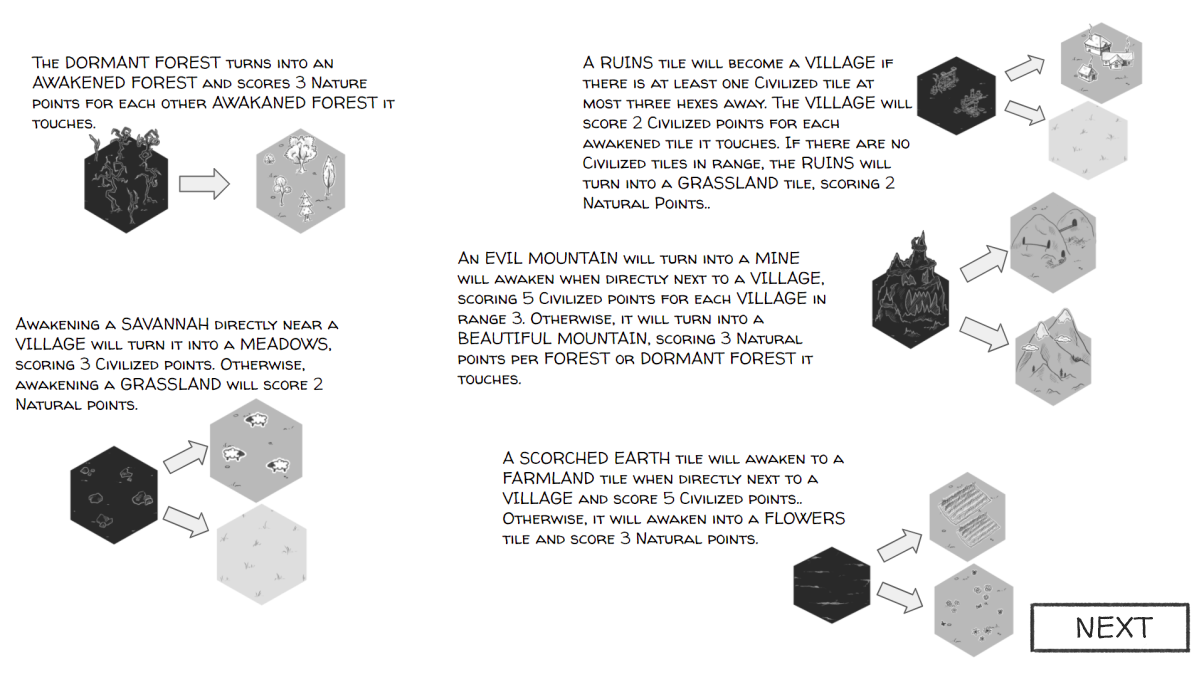 The DORMANT FOREST turns into an
AWAKENED FOREST and scores 3 Nature
points for each other AWAKANED FOREST it
touches.
A RUINS tile will become a VILLAGE if
there is at least one Civilized tile at
most three hexes away. The VILLAGE will
score 2 Civilized points for each
awakened tile it touches. If there are no
Civilized tiles in range, the RUINS will
turn into a GRASSLAND tile, scoring 2
Natural Points..
An EVIL MOUNTAIN will turn into a MINE
will awaken when directly next to a VILLAGE,
scoring 5 Civilized points for each VILLAGE in
range 3. Otherwise, it will turn into a
BEAUTIFUL MOUNTAIN, scoring 3 Natural
points per FOREST or DORMANT FOREST it
touches.
Awakening a SAVANNAH directly near a
VILLAGE will turn it into a MEADOWS,
scoring 3 Civilized points. Otherwise,
awakening a GRASSLAND will score 2
Natural points.
A SCORCHED EARTH tile will awaken to a
FARMLAND tile when directly next to a
VILLAGE and score 5 Civilized points..
Otherwise, it will awaken into a FLOWERS
tile and score 3 Natural points.
NEXT